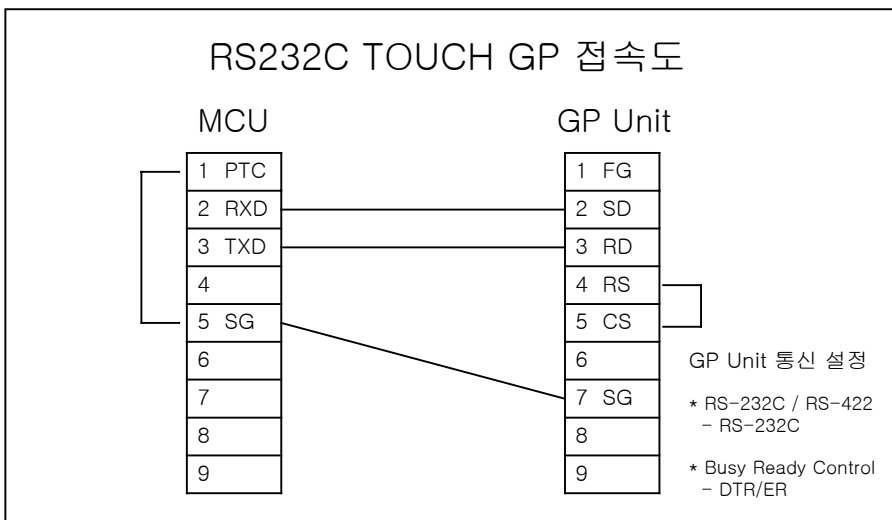 RS232C TOUCH GP 접속도
MCU
1 PTC
2 RXD
3 TXD
4
5 SG
6
7
8
9
GP Unit
1 FG
2 SD
3 RD
4 RS
5 CS
6
7 SG
8
9
GP Unit 통신 설정
* RS-232C / RS-422
- RS-232C
* Busy Ready Control
- DTR/ER